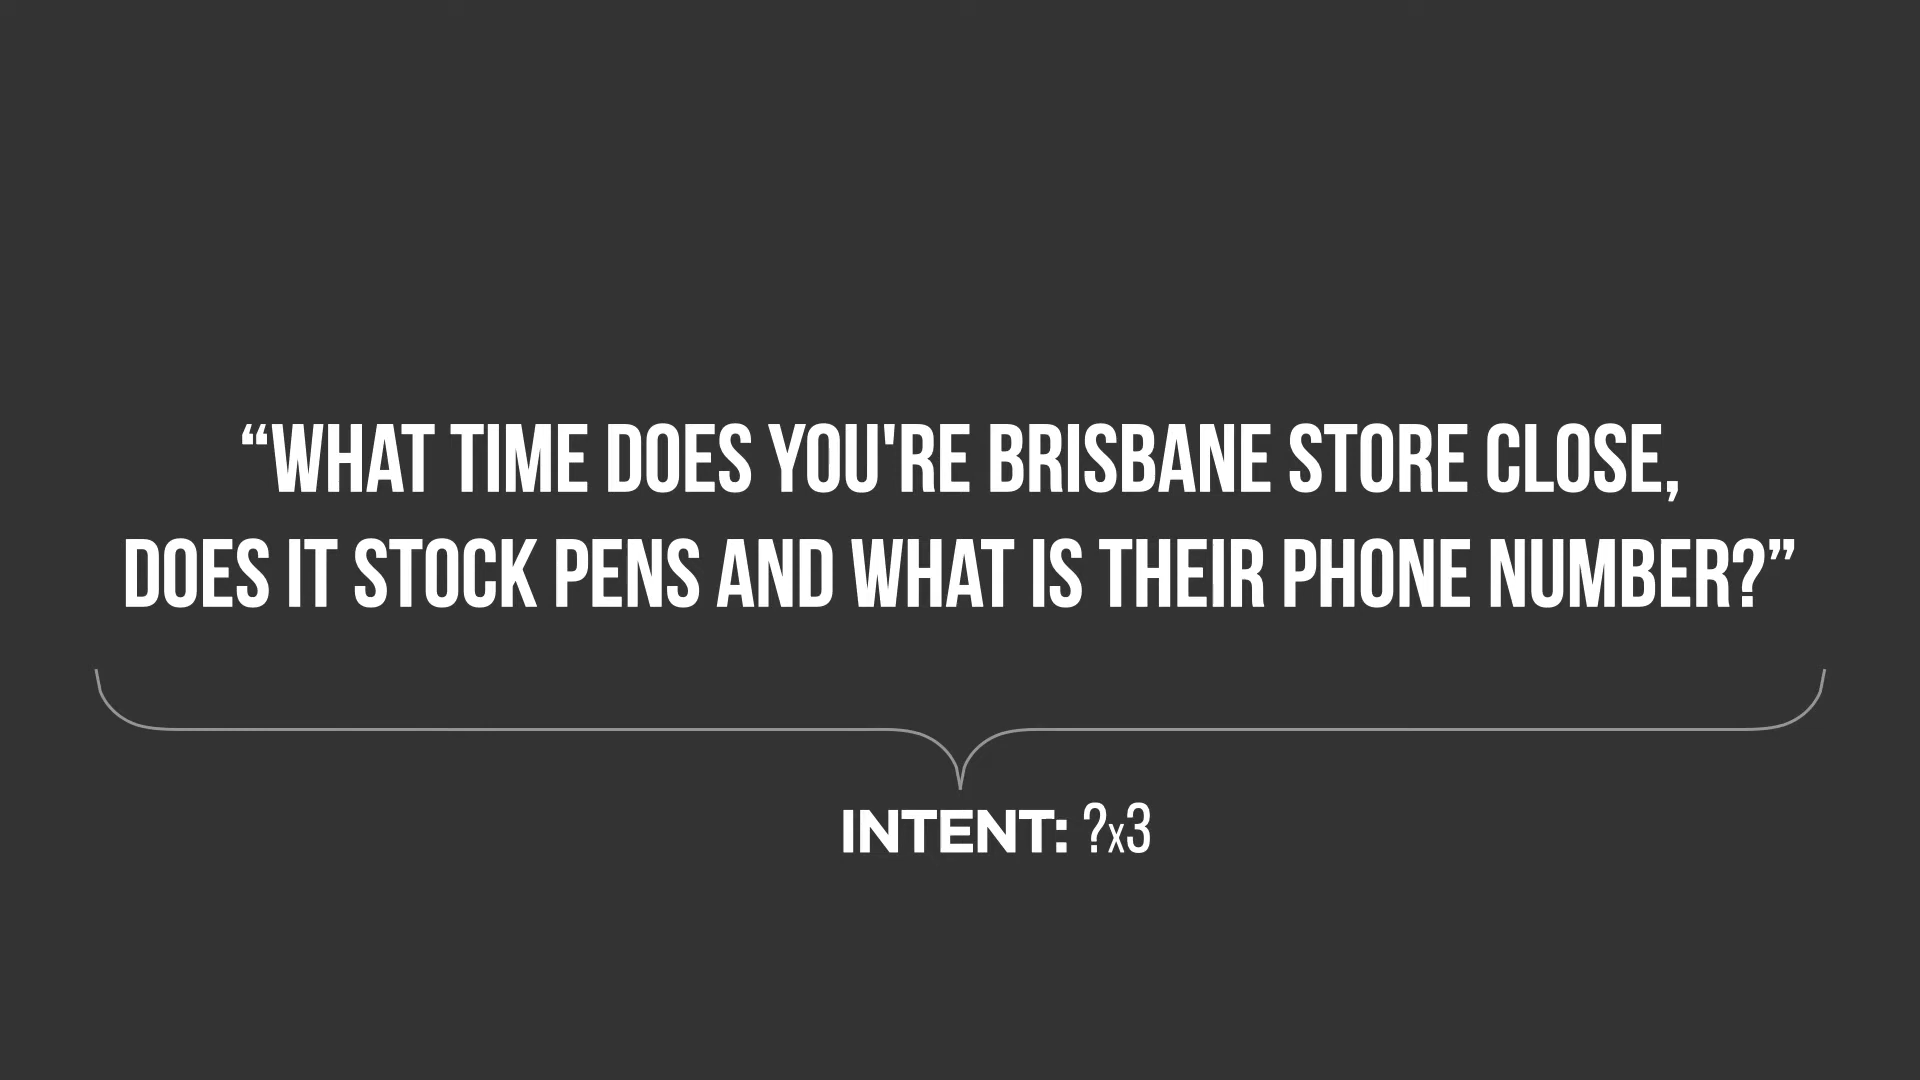 “WHAT TIME DOES YOU'RE BRISBANE STORE CLOSE,
DOES IT STOCK PENS AND WHAT IS THEIR PHONE NUMBER?”
INTENT: ?x3